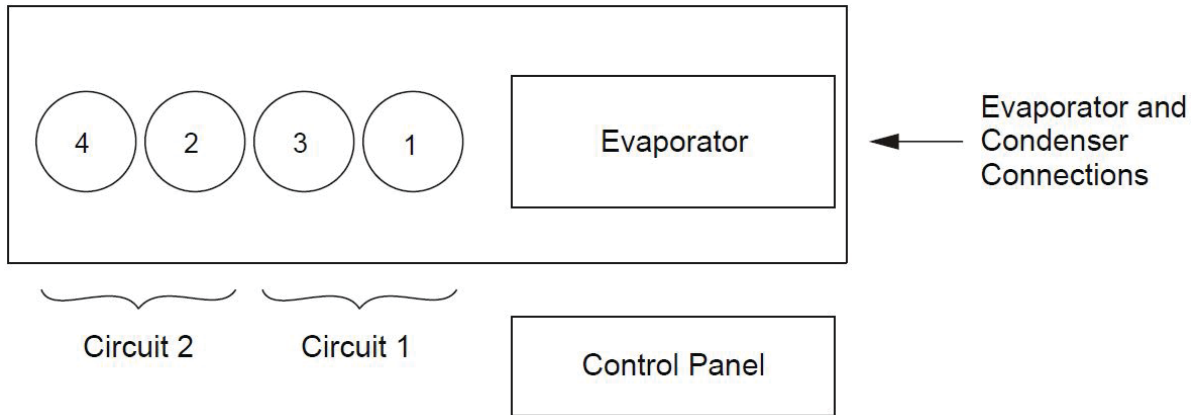 4 2 3 1
Evaporator
Evaporator and
Condenser
Connections
Circuit 2
Circuit 1
Control Panel